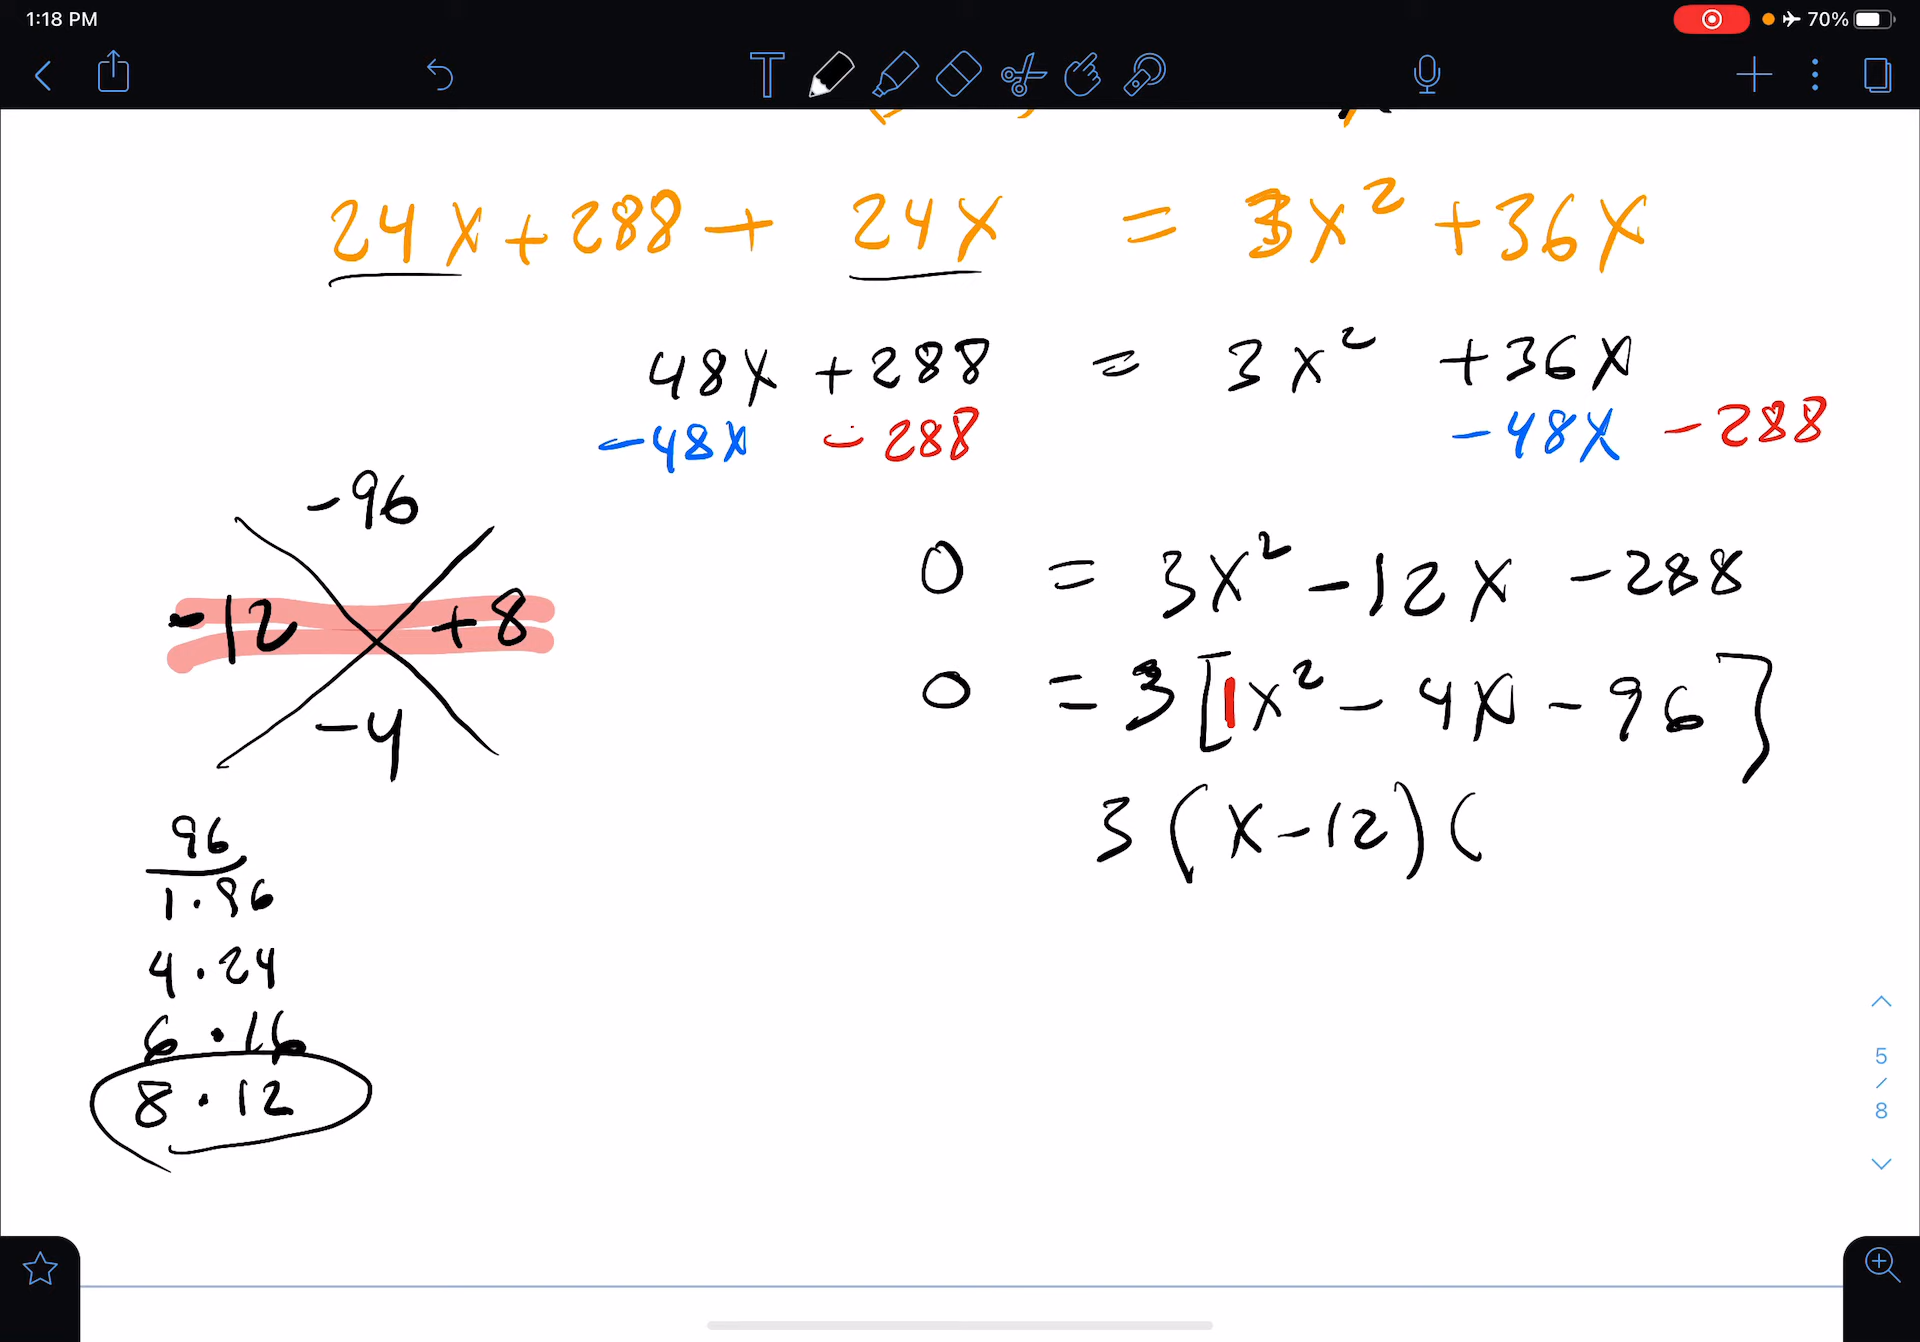 1:18 PM
70%
T
24x + 288 + 24x = 3x² + 36x
48x + 288 = 3x² + 36x
-48x - 288 -48x - 288
-96
-12 +8
-4
0 = 3x² - 12x - 288
0 = 3[1x² - 4x - 96]
3(x-12)(
96
1·96
4·24
6·16
8·12
5
/
8